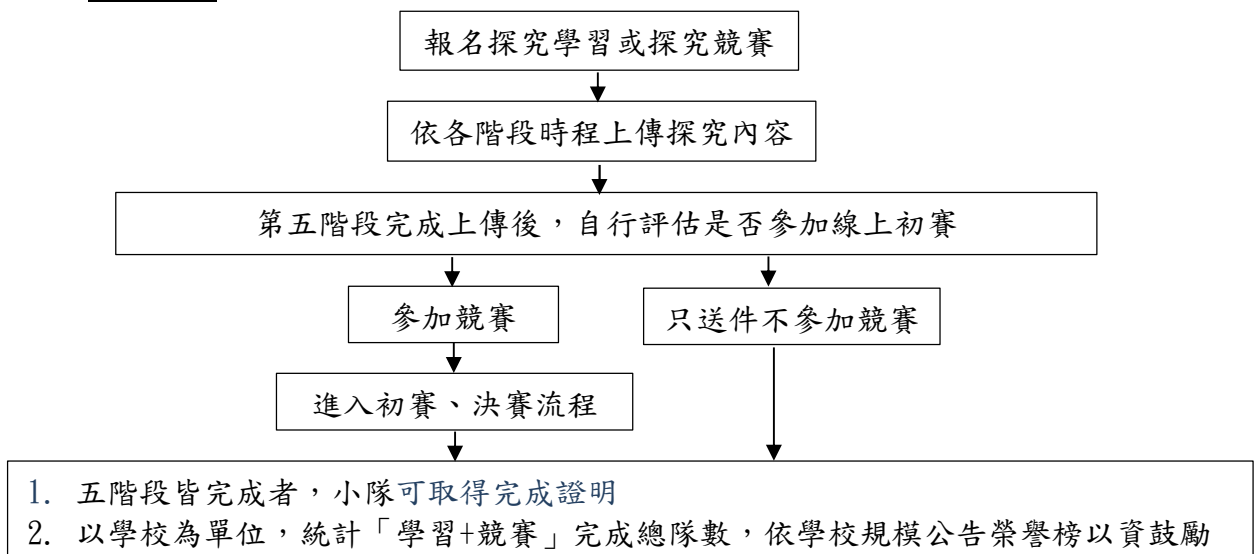 報名探究學習或探究競賽
依各階段時程上傳探究內容
第五階段完成上傳後，自行評估是否參加線上初賽
參加競賽
只送件不參加競賽
進入初賽、決賽流程
1. 五階段皆完成者，小隊可取得完成證明
2. 以學校為單位，統計「學習+競賽」完成總隊數，依學校規模公告榮譽榜以資鼓勵